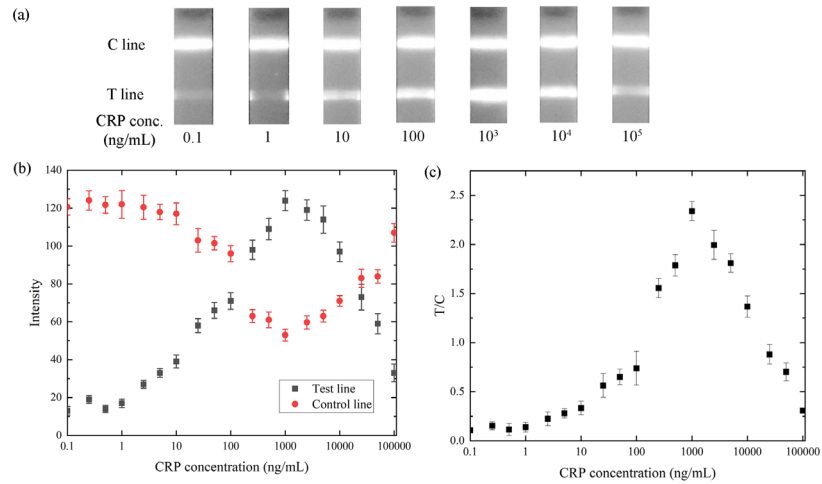 (a)
C line
T line
CRP conc.
(ng/mL)
0.1 1 10 100 10³ 10⁴ 10⁵
(b)
140
120
100
80
60
40
20
0
Intensity
Test line
Control line
0.1 1 10 100 1000 10000 100000
CRP concentration (ng/mL)
(c)
2.5
2.0
1.5
1.0
0.5
0.0
T/C
0.1 1 10 100 1000 10000 100000
CRP concentration (ng/mL)